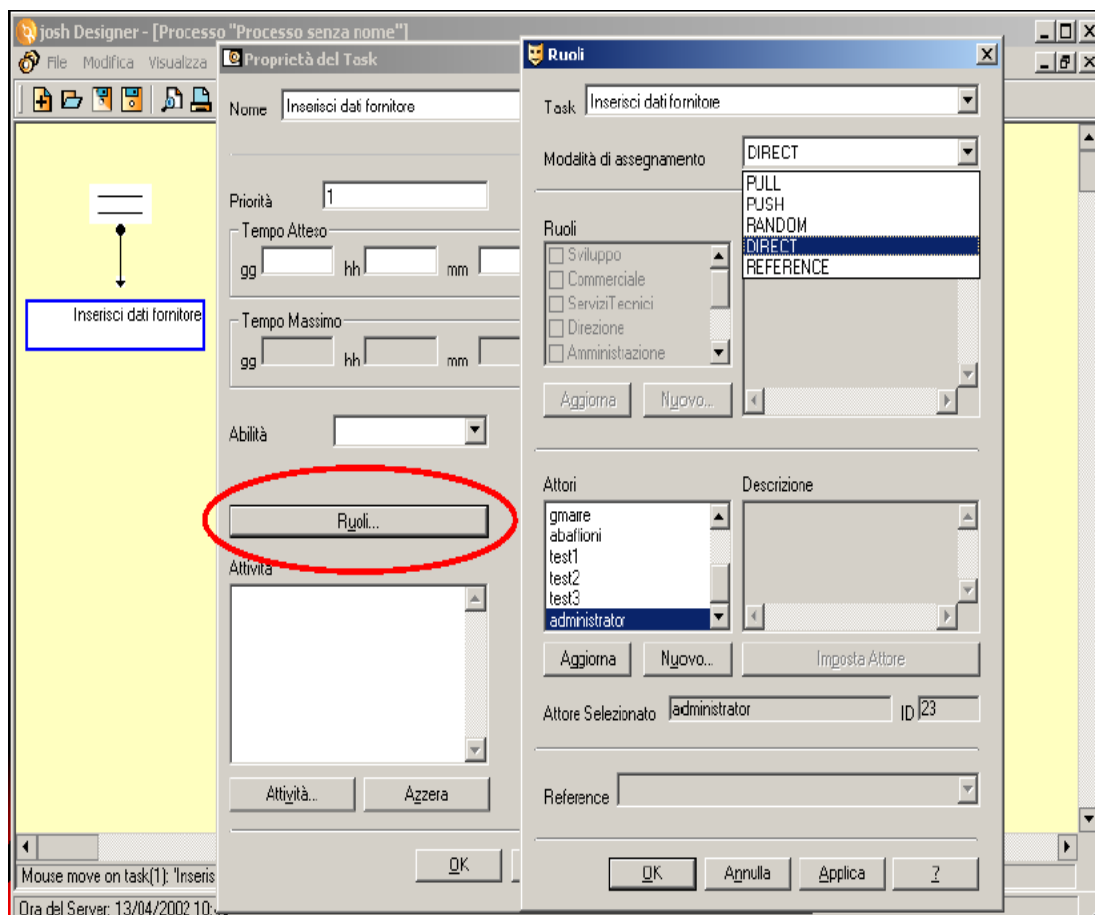 josh Designer - [Processo "Processo senza nome"]
File Modifica Visualizza
Inserisci dati fornitore
Mouse move on task(1): 'Inseris
Ora del Server: 13/04/2002 10:
Proprietà del Task
Nome Inserisci dati fornitore
Priorità 1
Tempo Atteso
gg hh mm
Tempo Massimo
gg hh mm
Abilità
Ruoli...
Attività
Attività... Azzera
OK
Ruoli
Task Inserisci dati fornitore
Modalità di assegnamento DIRECT
PULL
PUSH
RANDOM
DIRECT
REFERENCE
Ruoli
Sviluppo
Commerciale
ServiziTecnici
Direzione
Amministrazione
Aggiorna Nuovo...
Attori Descrizione
gmarre
abaflioni
test1
test2
test3
administrator
Aggiorna Nuovo... Imposta Attore
Attore Selezionato administrator ID 23
Reference
OK Annulla Applica ?